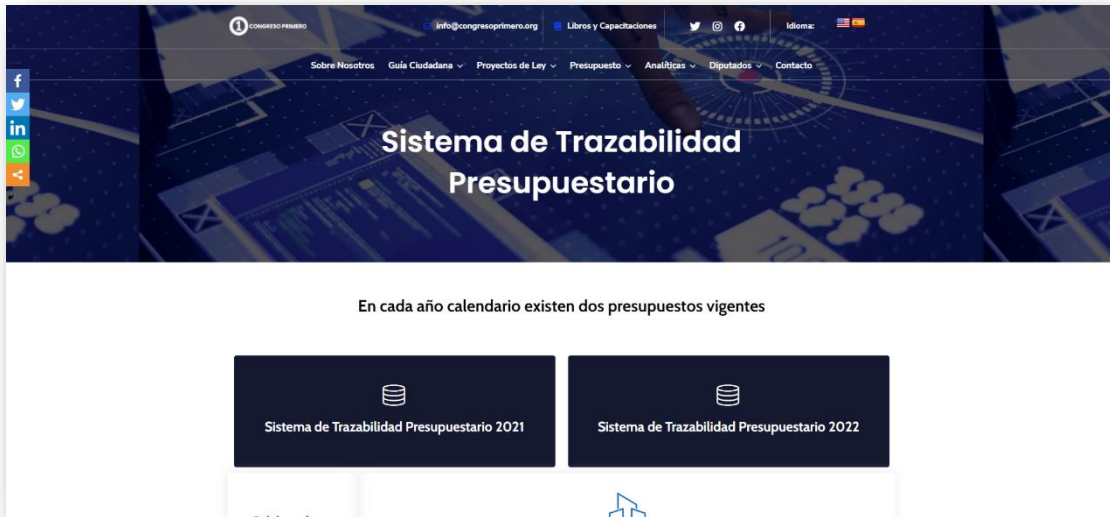 CONGRESO PRIMERO
info@congresoprimero.org
Libros y Capacitaciones
Idioma:
Sobre Nosotros Guía Ciudadana Proyectos de Ley Presupuesto Analíticas Diputados Contacto
Sistema de Trazabilidad
Presupuestario
En cada año calendario existen dos presupuestos vigentes
Sistema de Trazabilidad Presupuestario 2021
Sistema de Trazabilidad Presupuestario 2022